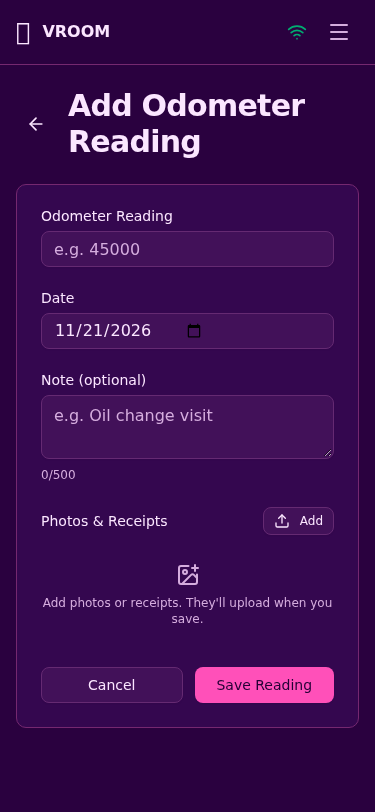 VROOM
Add Odometer
Reading
Odometer Reading
e.g. 45000
Date
11/21/2026
Note (optional)
e.g. Oil change visit
0/500
Photos & Receipts
Add
Add photos or receipts. They'll upload when you
save.
Cancel
Save Reading